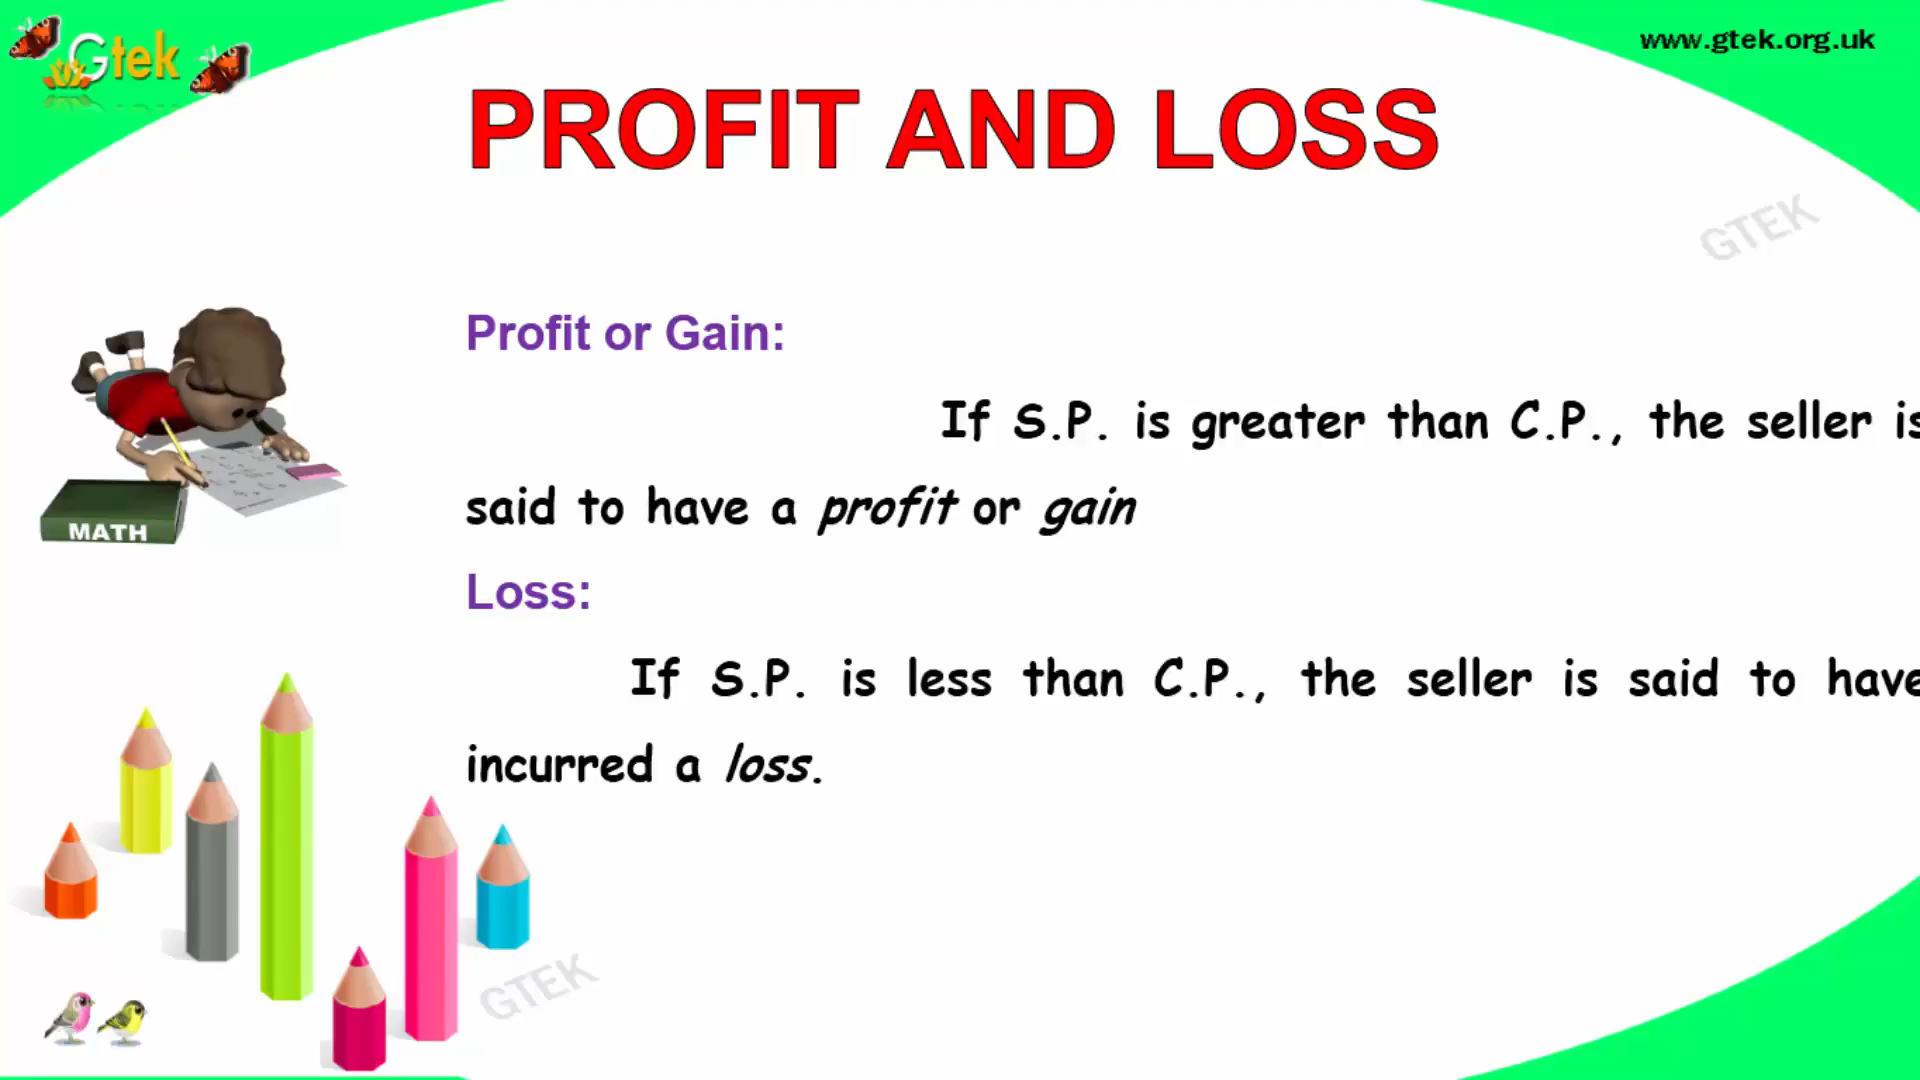 Gtek
www.gtek.org.uk
PROFIT AND LOSS
GTEK
Profit or Gain:
If S.P. is greater than C.P., the seller is
said to have a profit or gain
MATH
Loss:
If S.P. is less than C.P., the seller is said to have
incurred a loss.
GTEK